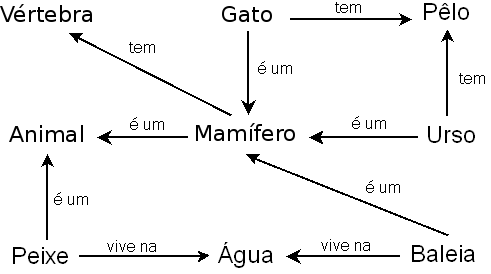 Vértebra
Gato
tem
Pêlo
tem
é um
tem
Animal
é um
Mamífero
é um
Urso
é um
é um
Peixe
vive na
Água
vive na
Baleia